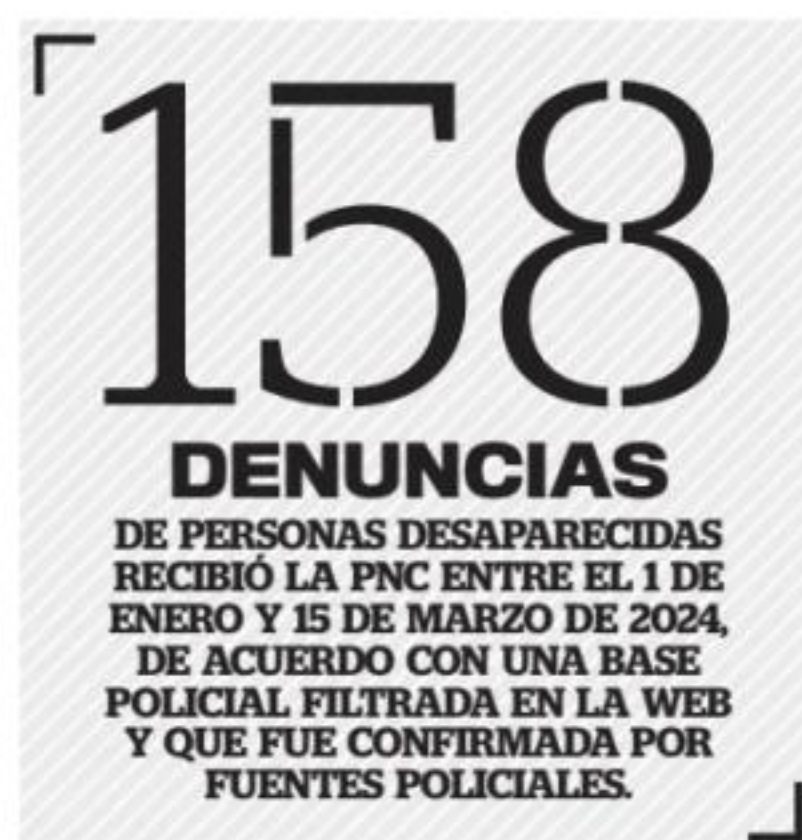 158
DENUNCIAS
DE PERSONAS DESAPARECIDAS
RECIBIÓ LA PNC ENTRE EL 1 DE
ENERO Y 15 DE MARZO DE 2024,
DE ACUERDO CON UNA BASE
POLICIAL FILTRADA EN LA WEB
Y QUE FUE CONFIRMADA POR
FUENTES POLICIALES.